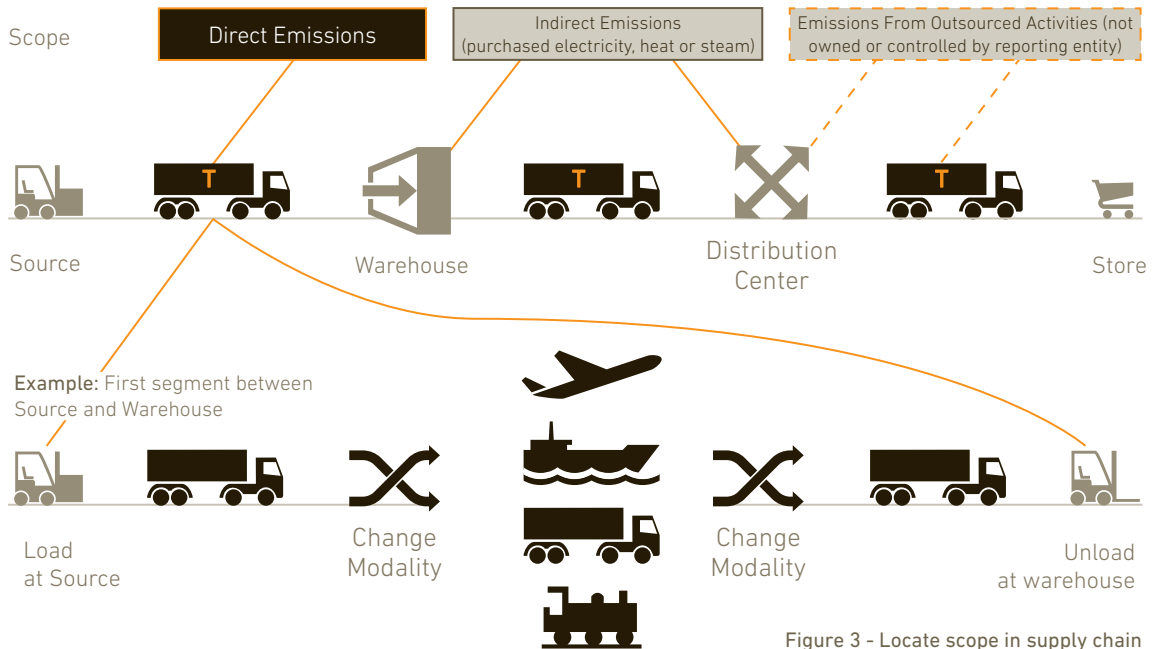 Scope
Direct Emissions
Indirect Emissions
(purchased electricity, heat or steam)
Emissions From Outsourced Activities (not
owned or controlled by reporting entity)
T
T
T
Source
Warehouse
Distribution
Center
Store
Example: First segment between
Source and Warehouse
Load
at Source
Change
Modality
Change
Modality
Unload
at warehouse
Figure 3 - Locate scope in supply chain